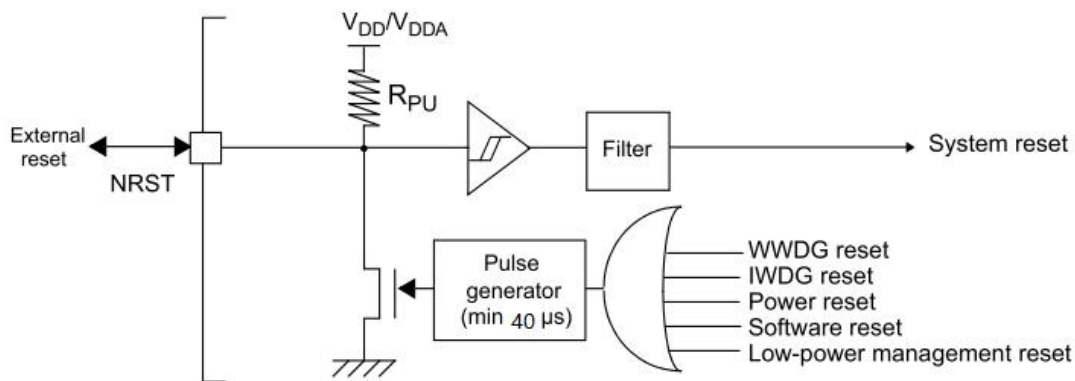 VDD/VDDA
RPU
External
reset
NRST
Filter
System reset
Pulse
generator
(min 40 µs)
WWDG reset
IWDG reset
Power reset
Software reset
Low-power management reset